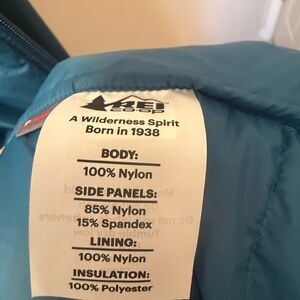 REI
CO·OP
A Wilderness Spirit
Born in 1938
BODY:
100% Nylon
SIDE PANELS:
85% Nylon
15% Spandex
LINING:
100% Nylon
INSULATION:
100% Polyester